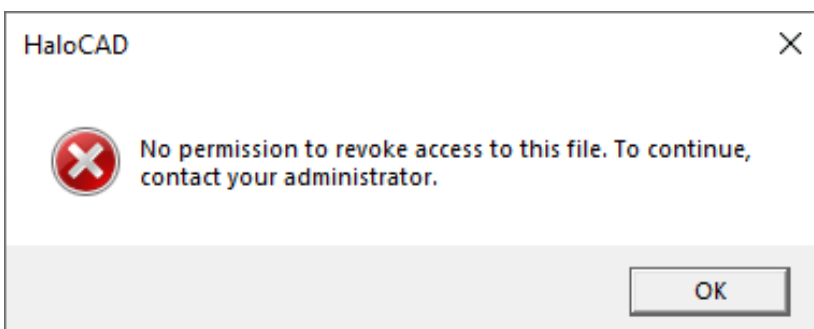 HaloCAD
No permission to revoke access to this file. To continue,
contact your administrator.
OK